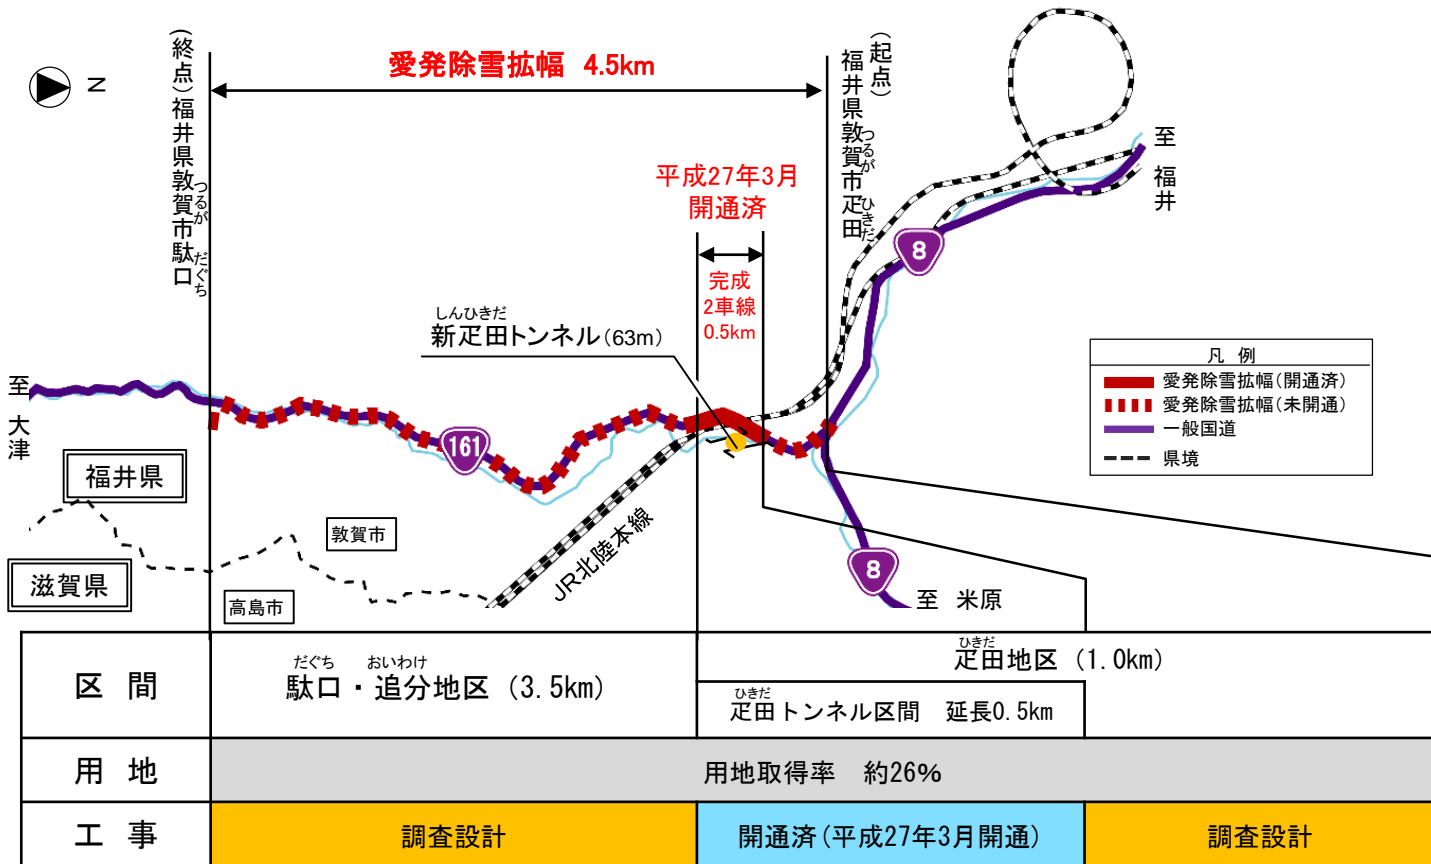 N
(終点)福井県敦賀市駄口
つるが
だぐち
愛発除雪拡幅 4.5km
(起点)
福井県敦賀市疋田
つるが
ひきだ
平成27年3月
開通済
完成
2車線
0.5km
しんひきだ
新疋田トンネル(63m)
至 福井
8
凡 例
愛発除雪拡幅(開通済)
愛発除雪拡幅(未開通)
一般国道
県境
至 大津
161
福井県
敦賀市
滋賀県
高島市
JR北陸本線
8
至 米原
区 間
だぐち おいわけ
駄口・追分地区 (3.5km)
ひきだ
疋田地区 (1.0km)
ひきだ
疋田トンネル区間 延長0.5km
用 地
用地取得率 約26%
工 事
調査設計
開通済(平成27年3月開通)
調査設計